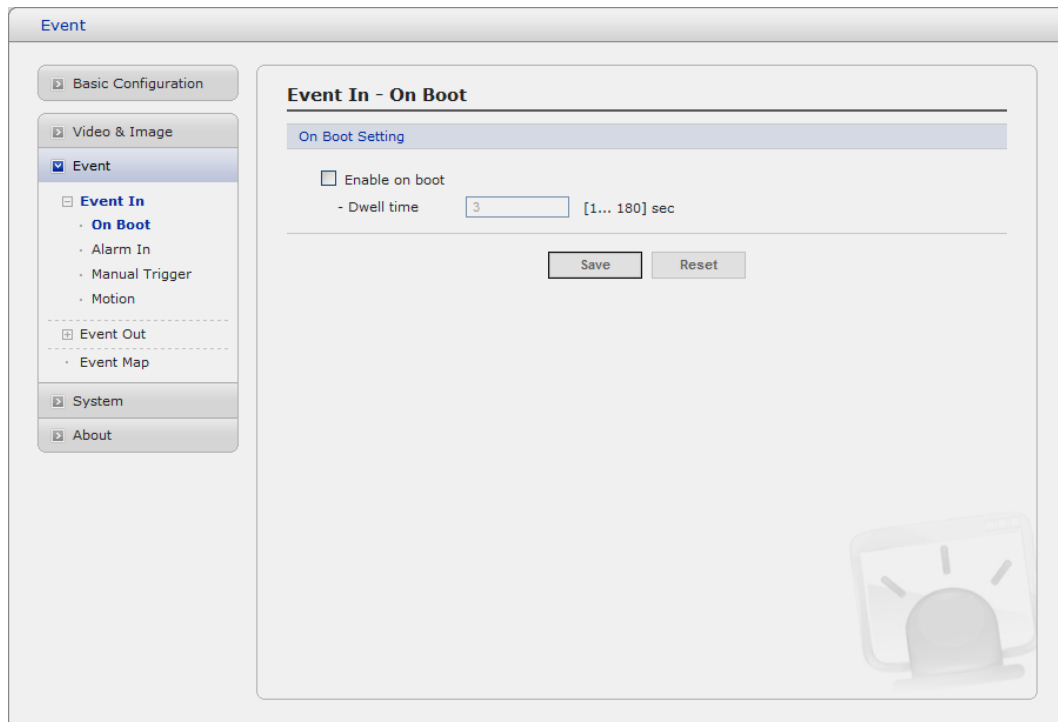 Event
Basic Configuration
Video & Image
Event
Event In
On Boot
Alarm In
Manual Trigger
Motion
Event Out
Event Map
System
About
Event In - On Boot
On Boot Setting
Enable on boot
- Dwell time 3 [1... 180] sec
Save Reset